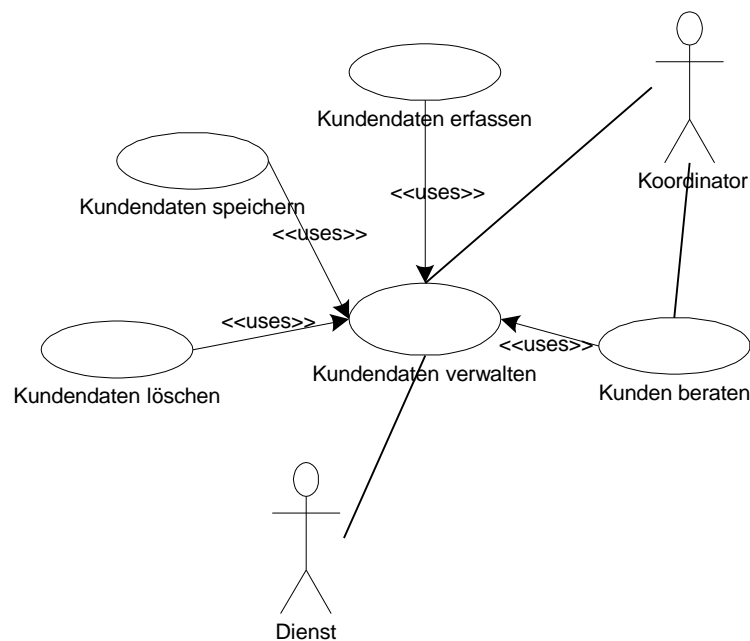 Kundendaten erfassen
Koordinator
Kundendaten speichern
<<uses>>
<<uses>>
<<uses>>
<<uses>>
Kundendaten verwalten
Kundendaten löschen
Kunden beraten
Dienst